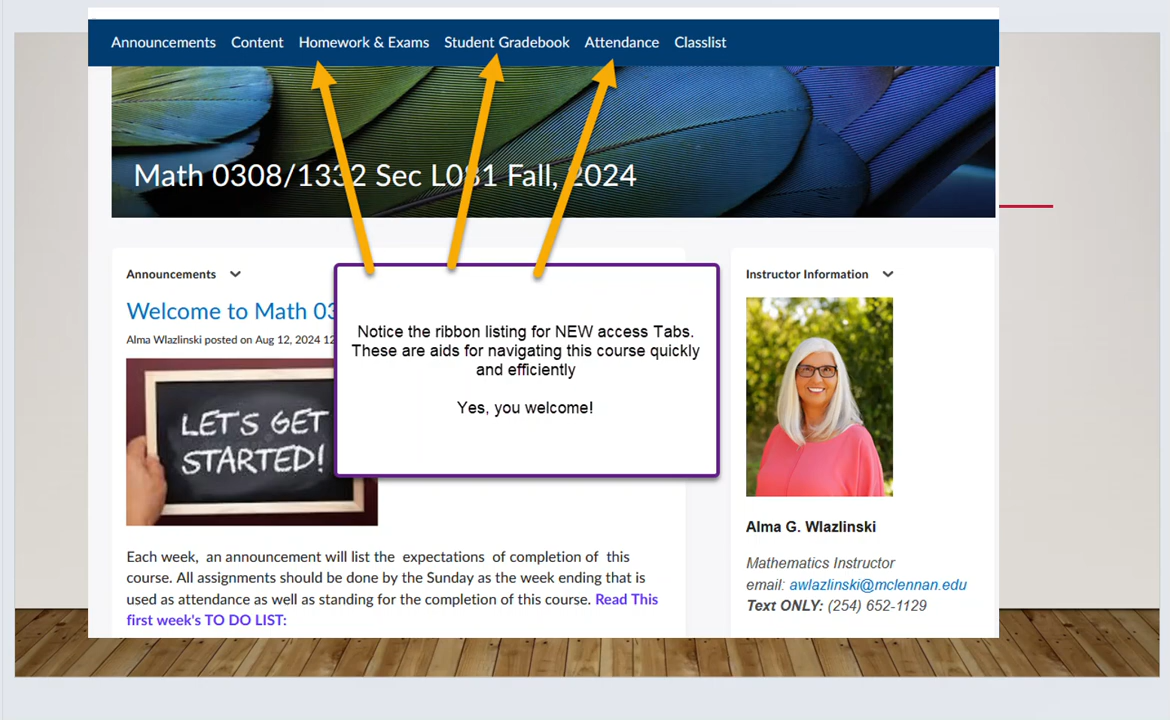 Announcements Content Homework & Exams Student Gradebook Attendance Classlist
Math 0308/1332 Sec L081 Fall, 2024
Announcements
Welcome to Math 03
Alma Wlazlinski posted on Aug 12, 2024 12
LET'S GET
STARTED!
Each week, an announcement will list the expectations of completion of this
course. All assignments should be done by the Sunday as the week ending that is
used as attendance as well as standing for the completion of this course. Read This
first week's TO DO LIST:
Notice the ribbon listing for NEW access Tabs.
These are aids for navigating this course quickly
and efficiently
Yes, you welcome!
Instructor Information
Alma G. Wlazlinski
Mathematics Instructor
email: awlazlinski@mclennan.edu
Text ONLY: (254) 652-1129